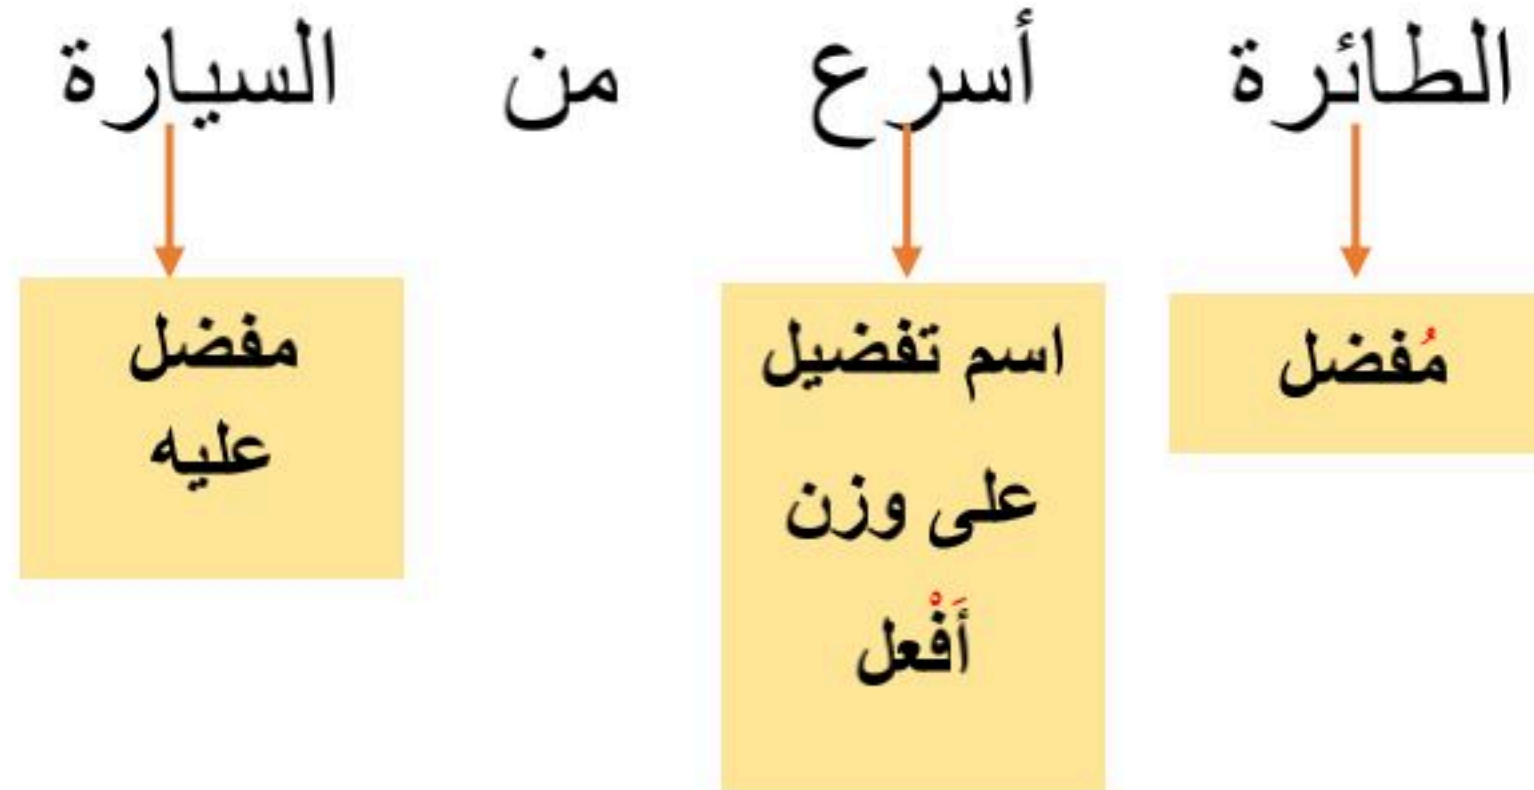 الطائرة أسرع من السيارة
مُفضل
اسم تفضيل
على وزن
أَفْعل
مفضل
عليه